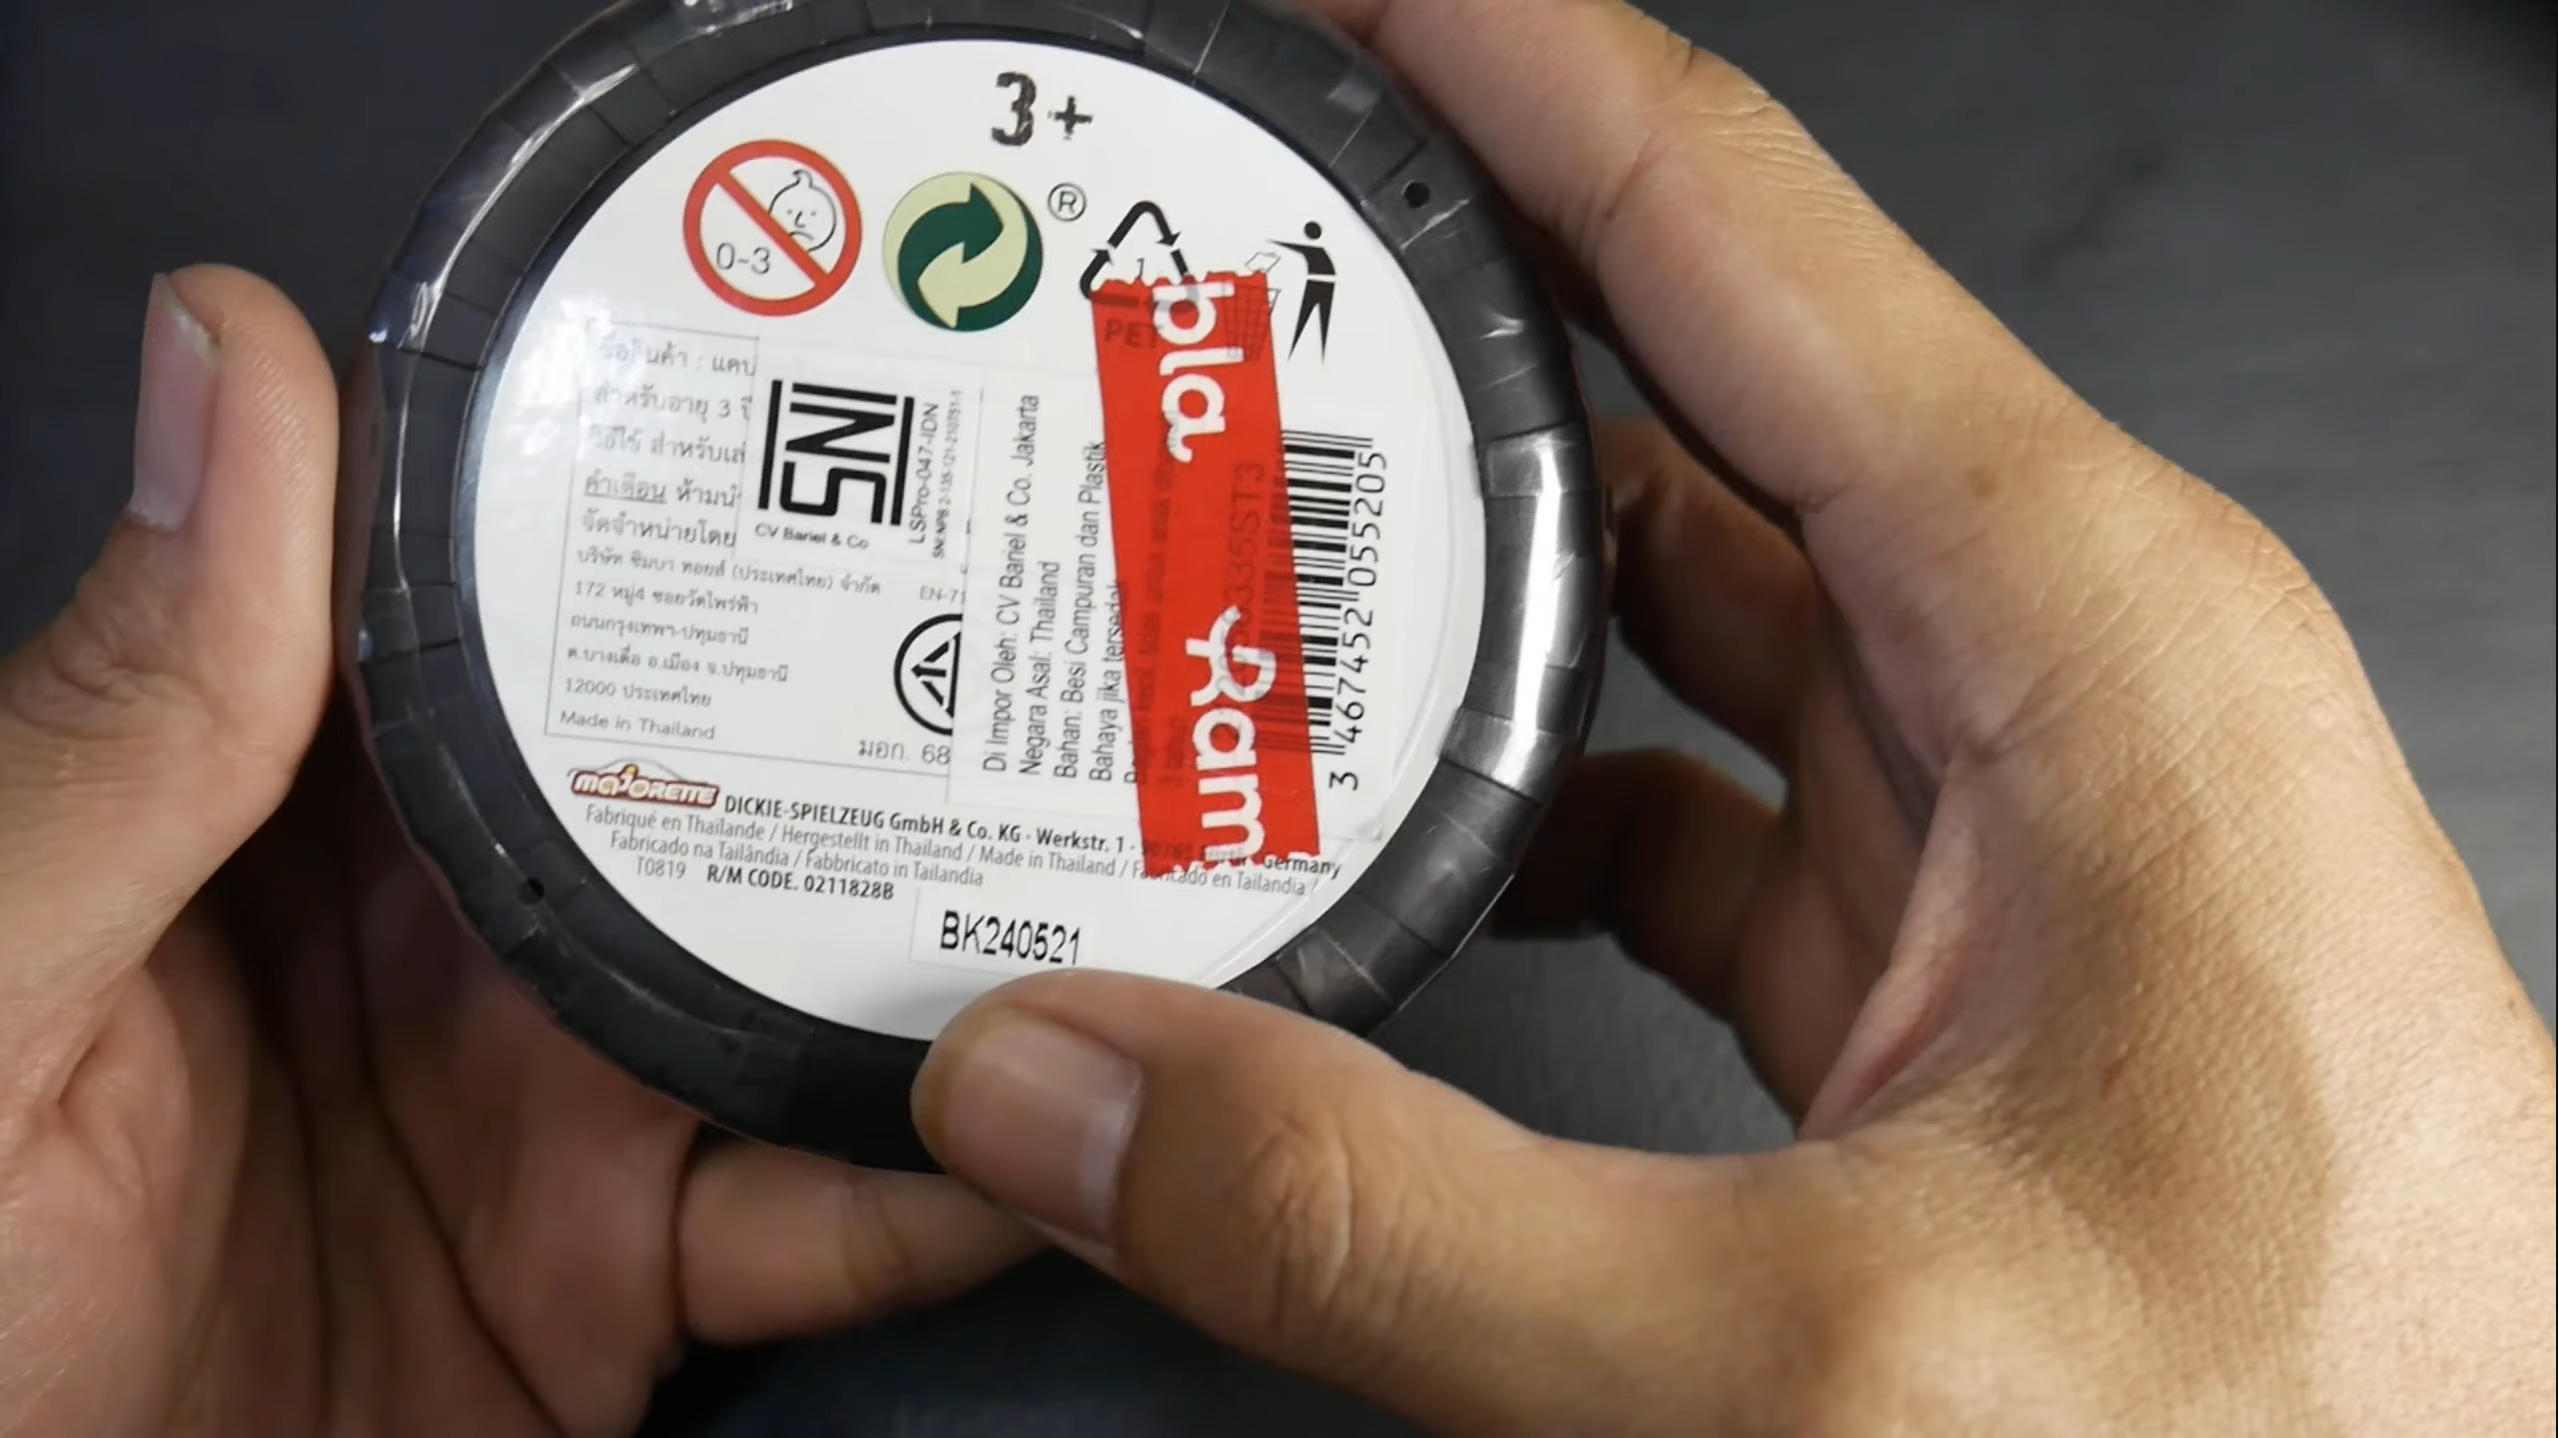 3+
0-3
®
1
PET
ชื่อสินค้า : แคป
สำหรับอายุ 3 ปี
วิธีใช้ สำหรับเล่
คำเตือน ห้ามนำ
จัดจำหน่ายโดย
บริษัท ซิมบา ทอยส์ (ประเทศไทย) จำกัด
172 หมู่4 ซอยวัดไพร่ฟ้า
ถนนกรุงเทพฯ-ปทุมธานี
ต.บางเดื่อ อ.เมือง จ.ปทุมธานี
12000 ประเทศไทย
Made in Thailand
EN-71
มอก. 68
SNI
CV Bariel & Co
LSPro-047-IDN
Di Impor Oleh: CV Bariel & Co. Jakarta
Negara Asal: Thailand
Bahan: Besi Campuran dan Plastik
Bahaya jika tersedak
bla Ram
3 467452 055205
majorette DICKIE-SPIELZEUG GmbH & Co. KG · Werkstr. 1 - Germany
Fabriqué en Thaïlande / Hergestellt in Thailand / Made in Thailand / Fabricado en Tailandia /
Fabricado na Tailândia / Fabbricato in Tailandia
T0819 R/M CODE. 0211828B
BK240521